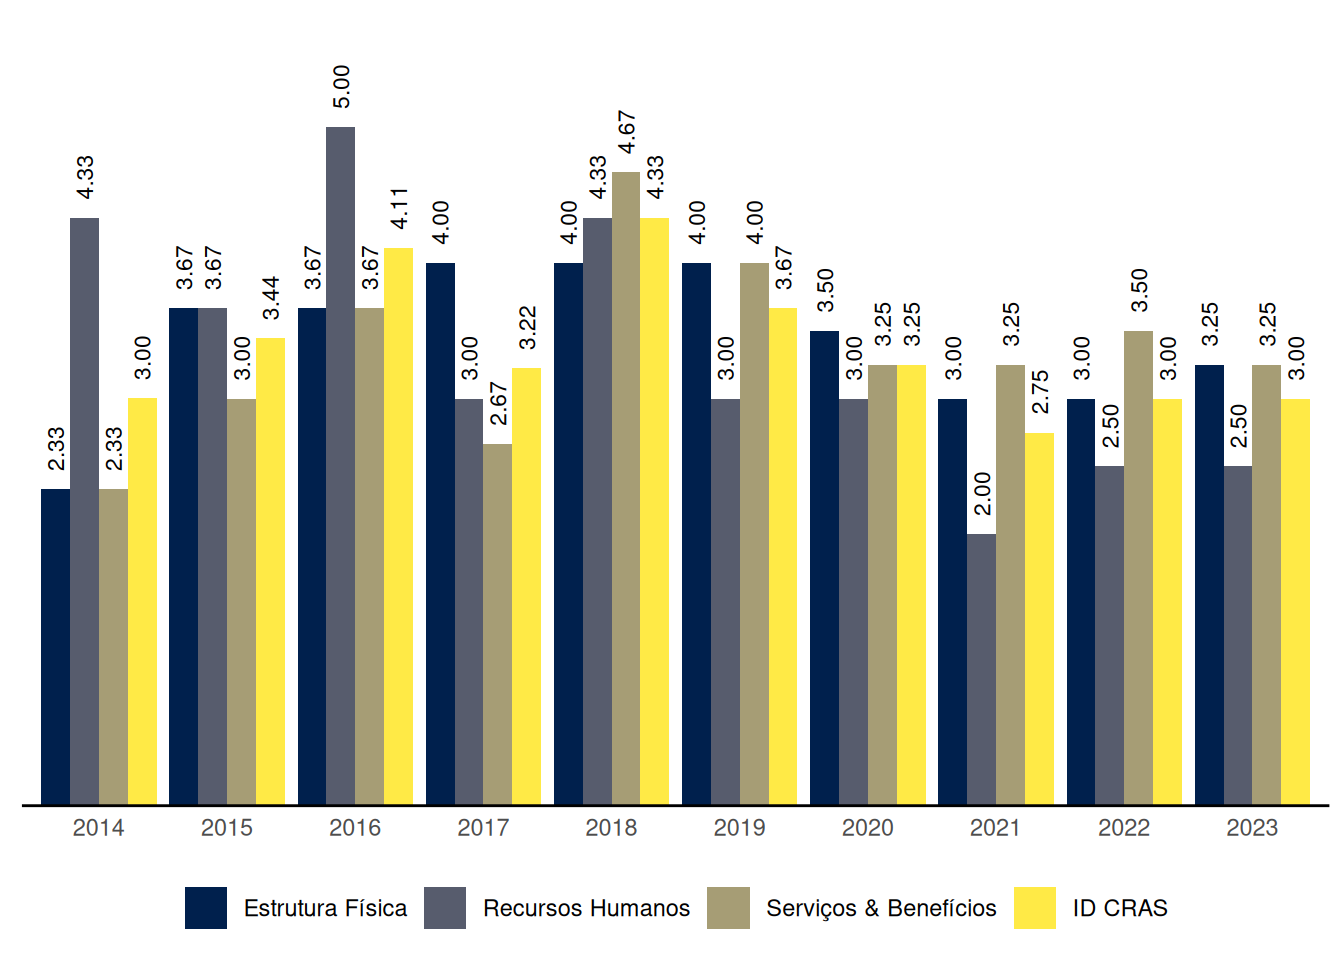 2.33 4.33 2.33 3.00
3.67 3.67 3.00 3.44
3.67 5.00 3.67 4.11
4.00 3.00 2.67 3.22
4.00 4.33 4.67 4.33
4.00 3.00 4.00 3.67
3.50 3.00 3.25 3.25
3.00 2.00 3.25 2.75
3.00 2.50 3.50 3.00
3.25 2.50 3.25 3.00
2014 2015 2016 2017 2018 2019 2020 2021 2022 2023
Estrutura Física Recursos Humanos Serviços & Benefícios ID CRAS